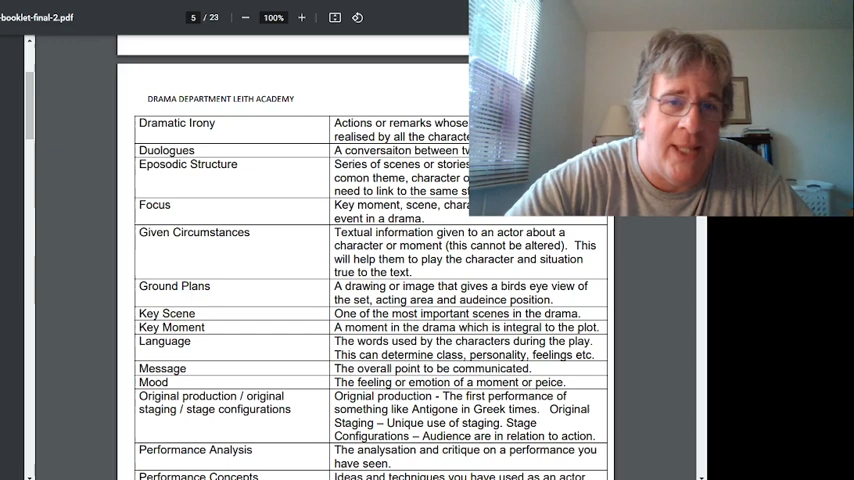 -booklet-final-2.pdf
5 / 23
100%
DRAMA DEPARTMENT LEITH ACADEMY
Dramatic Irony
Actions or remarks whose
realised by all the characte
Duologues
A conversaiton between tw
Eposodic Structure
Series of scenes or stories
comon theme, character o
need to link to the same s
Focus
Key moment, scene, chara
event in a drama.
Given Circumstances
Textual information given to an actor about a
character or moment (this cannot be altered). This
will help them to play the character and situation
true to the text.
Ground Plans
A drawing or image that gives a birds eye view of
the set, acting area and audeince position.
Key Scene
One of the most important scenes in the drama.
Key Moment
A moment in the drama which is integral to the plot.
Language
The words used by the characters during the play.
This can determine class, personality, feelings etc.
Message
The overall point to be communicated.
Mood
The feeling or emotion of a moment or peice.
Original production / original
staging / stage configurations
Orignial production - The first performance of
something like Antigone in Greek times. Original
Staging – Unique use of staging. Stage
Configurations – Audience are in relation to action.
Performance Analysis
The analysation and critique on a performance you
have seen.
Performance Concepts
Ideas and techniques you have used as an actor